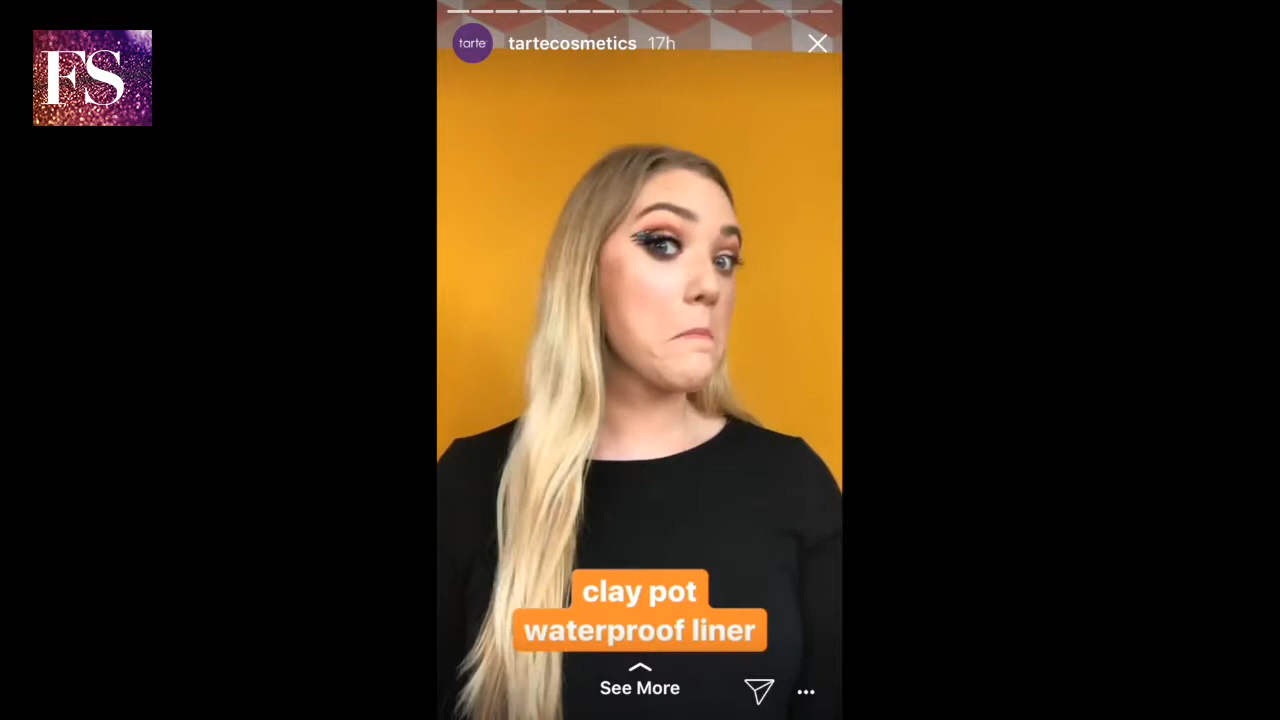 FS
tarte
tartecosmetics 17h
clay pot
waterproof liner
See More